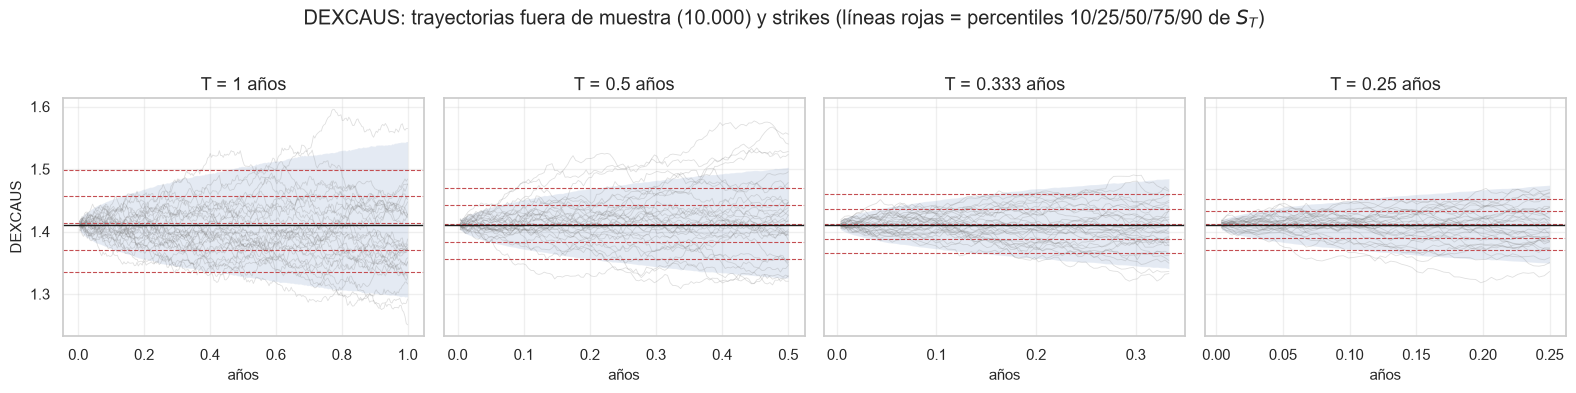 DEXCAUS: trayectorias fuera de muestra (10.000) y strikes (líneas rojas = percentiles 10/25/50/75/90 de $S_T$)
T = 1 años
T = 0.5 años
T = 0.333 años
T = 0.25 años
DEXCAUS
1.6
1.5
1.4
1.3
0.0 0.2 0.4 0.6 0.8 1.0
0.0 0.1 0.2 0.3 0.4 0.5
0.0 0.1 0.2 0.3
0.00 0.05 0.10 0.15 0.20 0.25
años
años
años
años